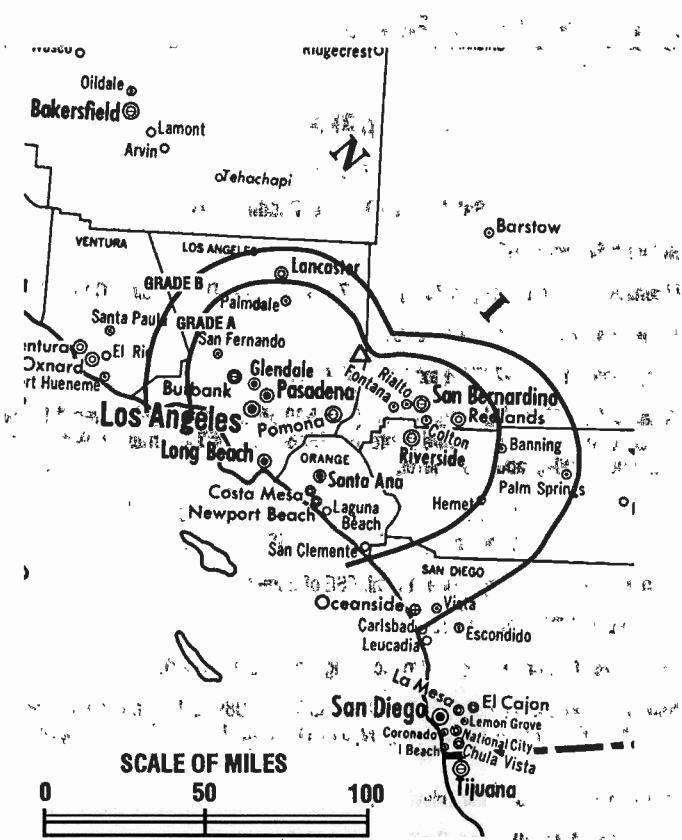 Oildale
Bakersfield
Lamont
Arvin
Tehachapi
N
Barstow
VENTURA
LOS ANGELES
Lancaster
GRADE B
Palmdale
I
Santa Paula
GRADE A
San Fernando
El Ri
entura
Oxnard
rt Hueneme
Burbank
Glendale
Pasadena
Fontana
Rialto
San Bernardino
Los Angeles
Pomona
Redlands
Colton
Riverside
Banning
Long Beach
ORANGE
Palm Springs
Santa Ana
Costa Mesa
Newport Beach
Laguna
Beach
Hemet
San Clemente
SAN DIEGO
Oceanside
Vista
Carlsbad
Escondido
Leucadia
La Mesa
El Cajon
San Diego
Lemon Grove
Coronado
National City
I Beach
Chula Vista
Tijuana
SCALE OF MILES
0 50 100